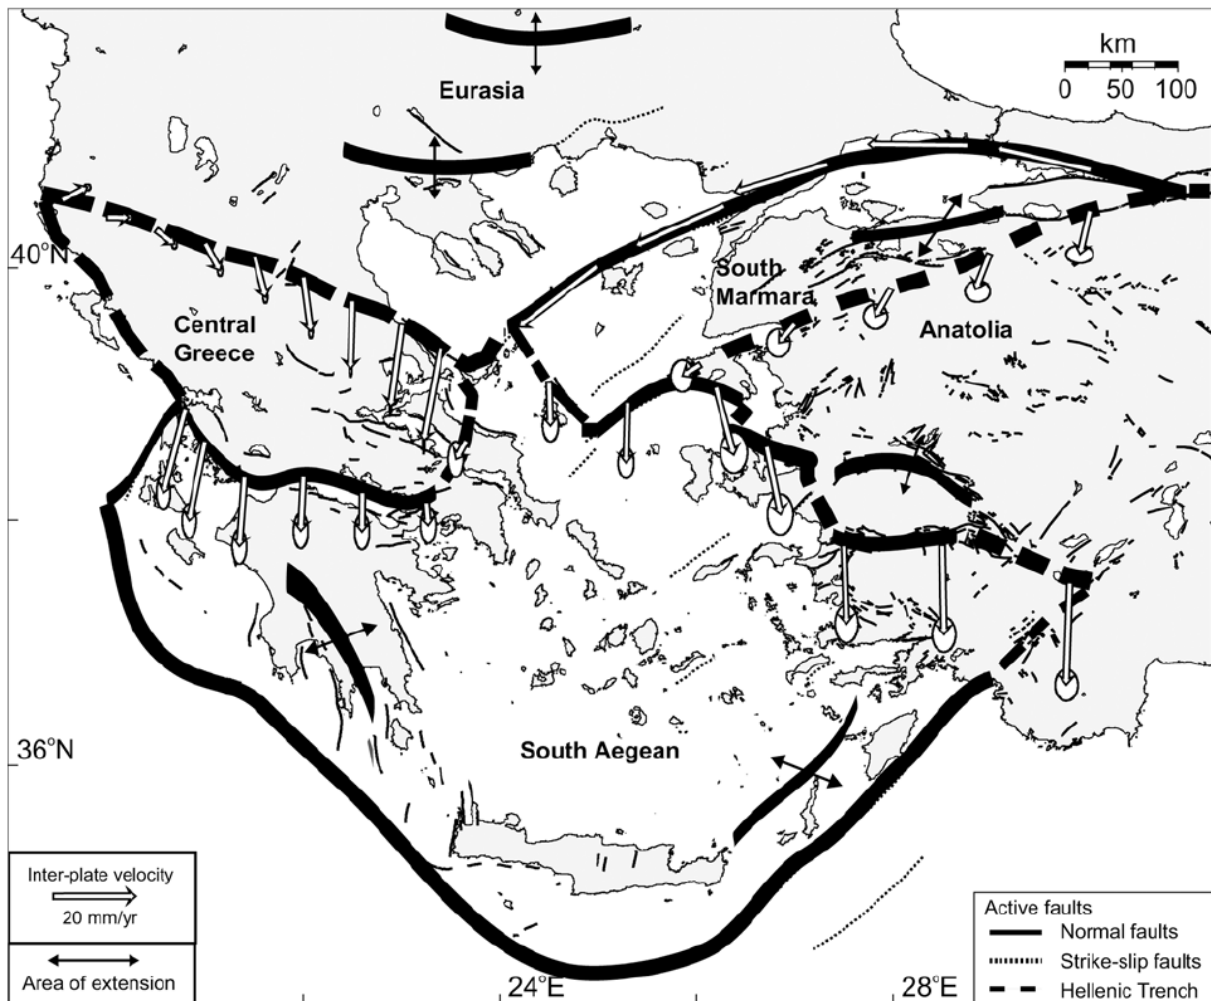 km
0 50 100
Eurasia
40°N
South
Marmara
Central
Greece
Anatolia
36°N
South Aegean
Inter-plate velocity
20 mm/yr
Area of extension
24°E
28°E
Active faults
Normal faults
Strike-slip faults
Hellenic Trench